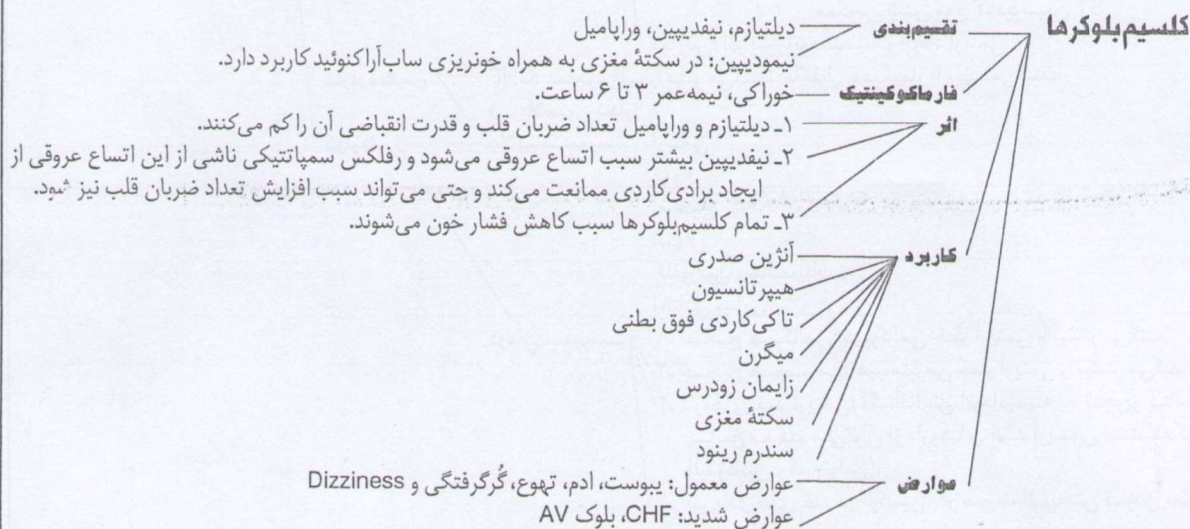 کلسیم‌بلوکرها
تقسیم‌بندی
دیلتیازم، نیفدیپین، وراپامیل
نیمودیپین: در سکتهٔ مغزی به همراه خونریزی ساب‌آراکنوئید کاربرد دارد.
فارماکوکینتیک
خوراکی، نیمه‌عمر ۳ تا ۶ ساعت.
اثر
۱ـ دیلتیازم و وراپامیل تعداد ضربان قلب و قدرت انقباضی آن را کم می‌کنند.
۲ـ نیفدیپین بیشتر سبب اتساع عروقی می‌شود و رفلکس سمپاتتیکی ناشی از این اتساع عروقی از
ایجاد برادی‌کاردی ممانعت می‌کند و حتی می‌تواند سبب افزایش تعداد ضربان قلب نیز شود.
۳ـ تمام کلسیم‌بلوکرها سبب کاهش فشار خون می‌شوند.
کاربرد
آنژین صدری
هیپرتانسیون
تاکی‌کاردی فوق بطنی
میگرن
زایمان زودرس
سکتهٔ مغزی
سندرم رینود
عوارض
عوارض معمول: یبوست، ادم، تهوع، گُرگرفتگی و Dizziness
عوارض شدید: CHF، بلوک AV